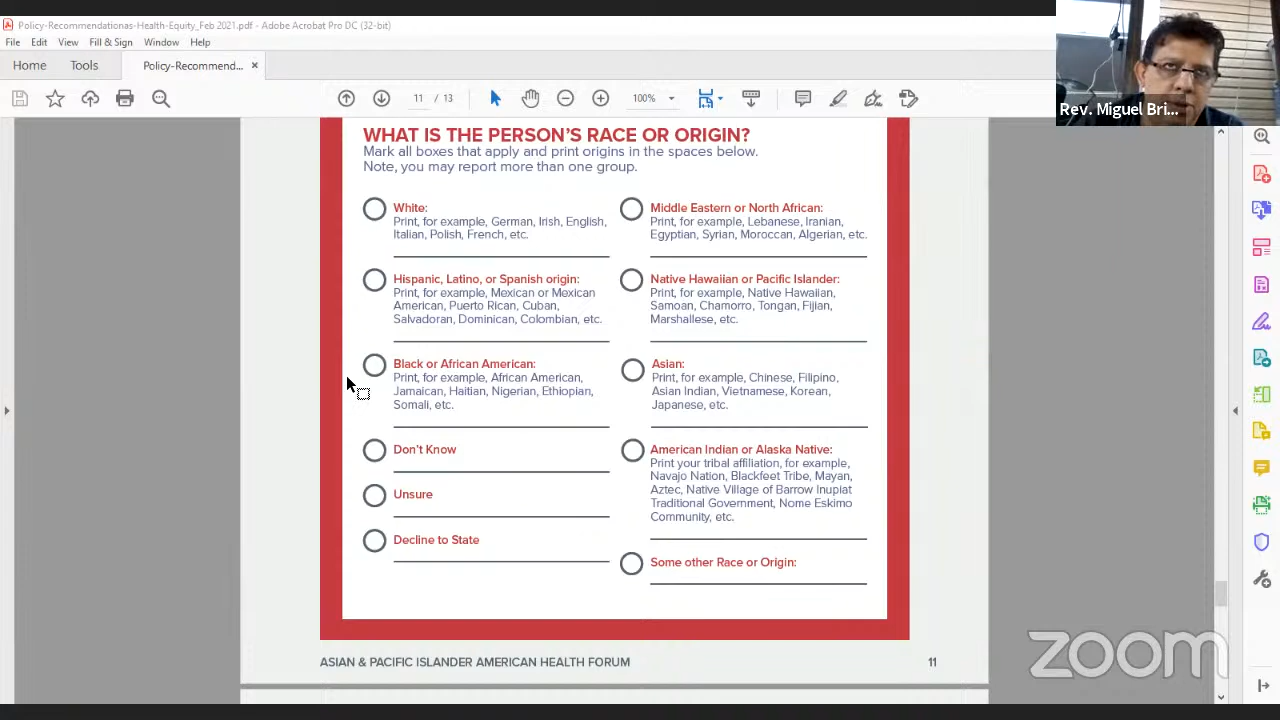 Policy-Recommendationas-Health-Equity_Feb 2021.pdf - Adobe Acrobat Pro DC (32-bit)
File Edit View Fill & Sign Window Help
Home Tools Policy-Recommend... ×
11 / 13 100%
Rev. Miguel Bri...
WHAT IS THE PERSON'S RACE OR ORIGIN?
Mark all boxes that apply and print origins in the spaces below.
Note, you may report more than one group.
White:
Print, for example, German, Irish, English,
Italian, Polish, French, etc.
Hispanic, Latino, or Spanish origin:
Print, for example, Mexican or Mexican
American, Puerto Rican, Cuban,
Salvadoran, Dominican, Colombian, etc.
Black or African American:
Print, for example, African American,
Jamaican, Haitian, Nigerian, Ethiopian,
Somali, etc.
Don't Know
Unsure
Decline to State
Middle Eastern or North African:
Print, for example, Lebanese, Iranian,
Egyptian, Syrian, Moroccan, Algerian, etc.
Native Hawaiian or Pacific Islander:
Print, for example, Native Hawaiian,
Samoan, Chamorro, Tongan, Fijian,
Marshallese, etc.
Asian:
Print, for example, Chinese, Filipino,
Asian Indian, Vietnamese, Korean,
Japanese, etc.
American Indian or Alaska Native:
Print your tribal affiliation, for example,
Navajo Nation, Blackfeet Tribe, Mayan,
Aztec, Native Village of Barrow Inupiat
Traditional Government, Nome Eskimo
Community, etc.
Some other Race or Origin:
ASIAN & PACIFIC ISLANDER AMERICAN HEALTH FORUM 11
zoom